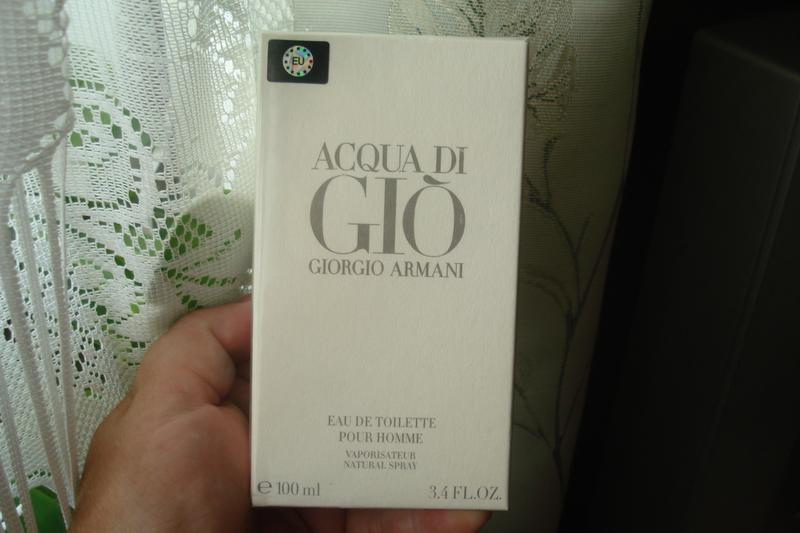 EU
ACQUA DI
GIÒ
GIORGIO ARMANI
EAU DE TOILETTE
POUR HOMME
VAPORISATEUR
NATURAL SPRAY
℮ 100 ml 3.4 FL.OZ.